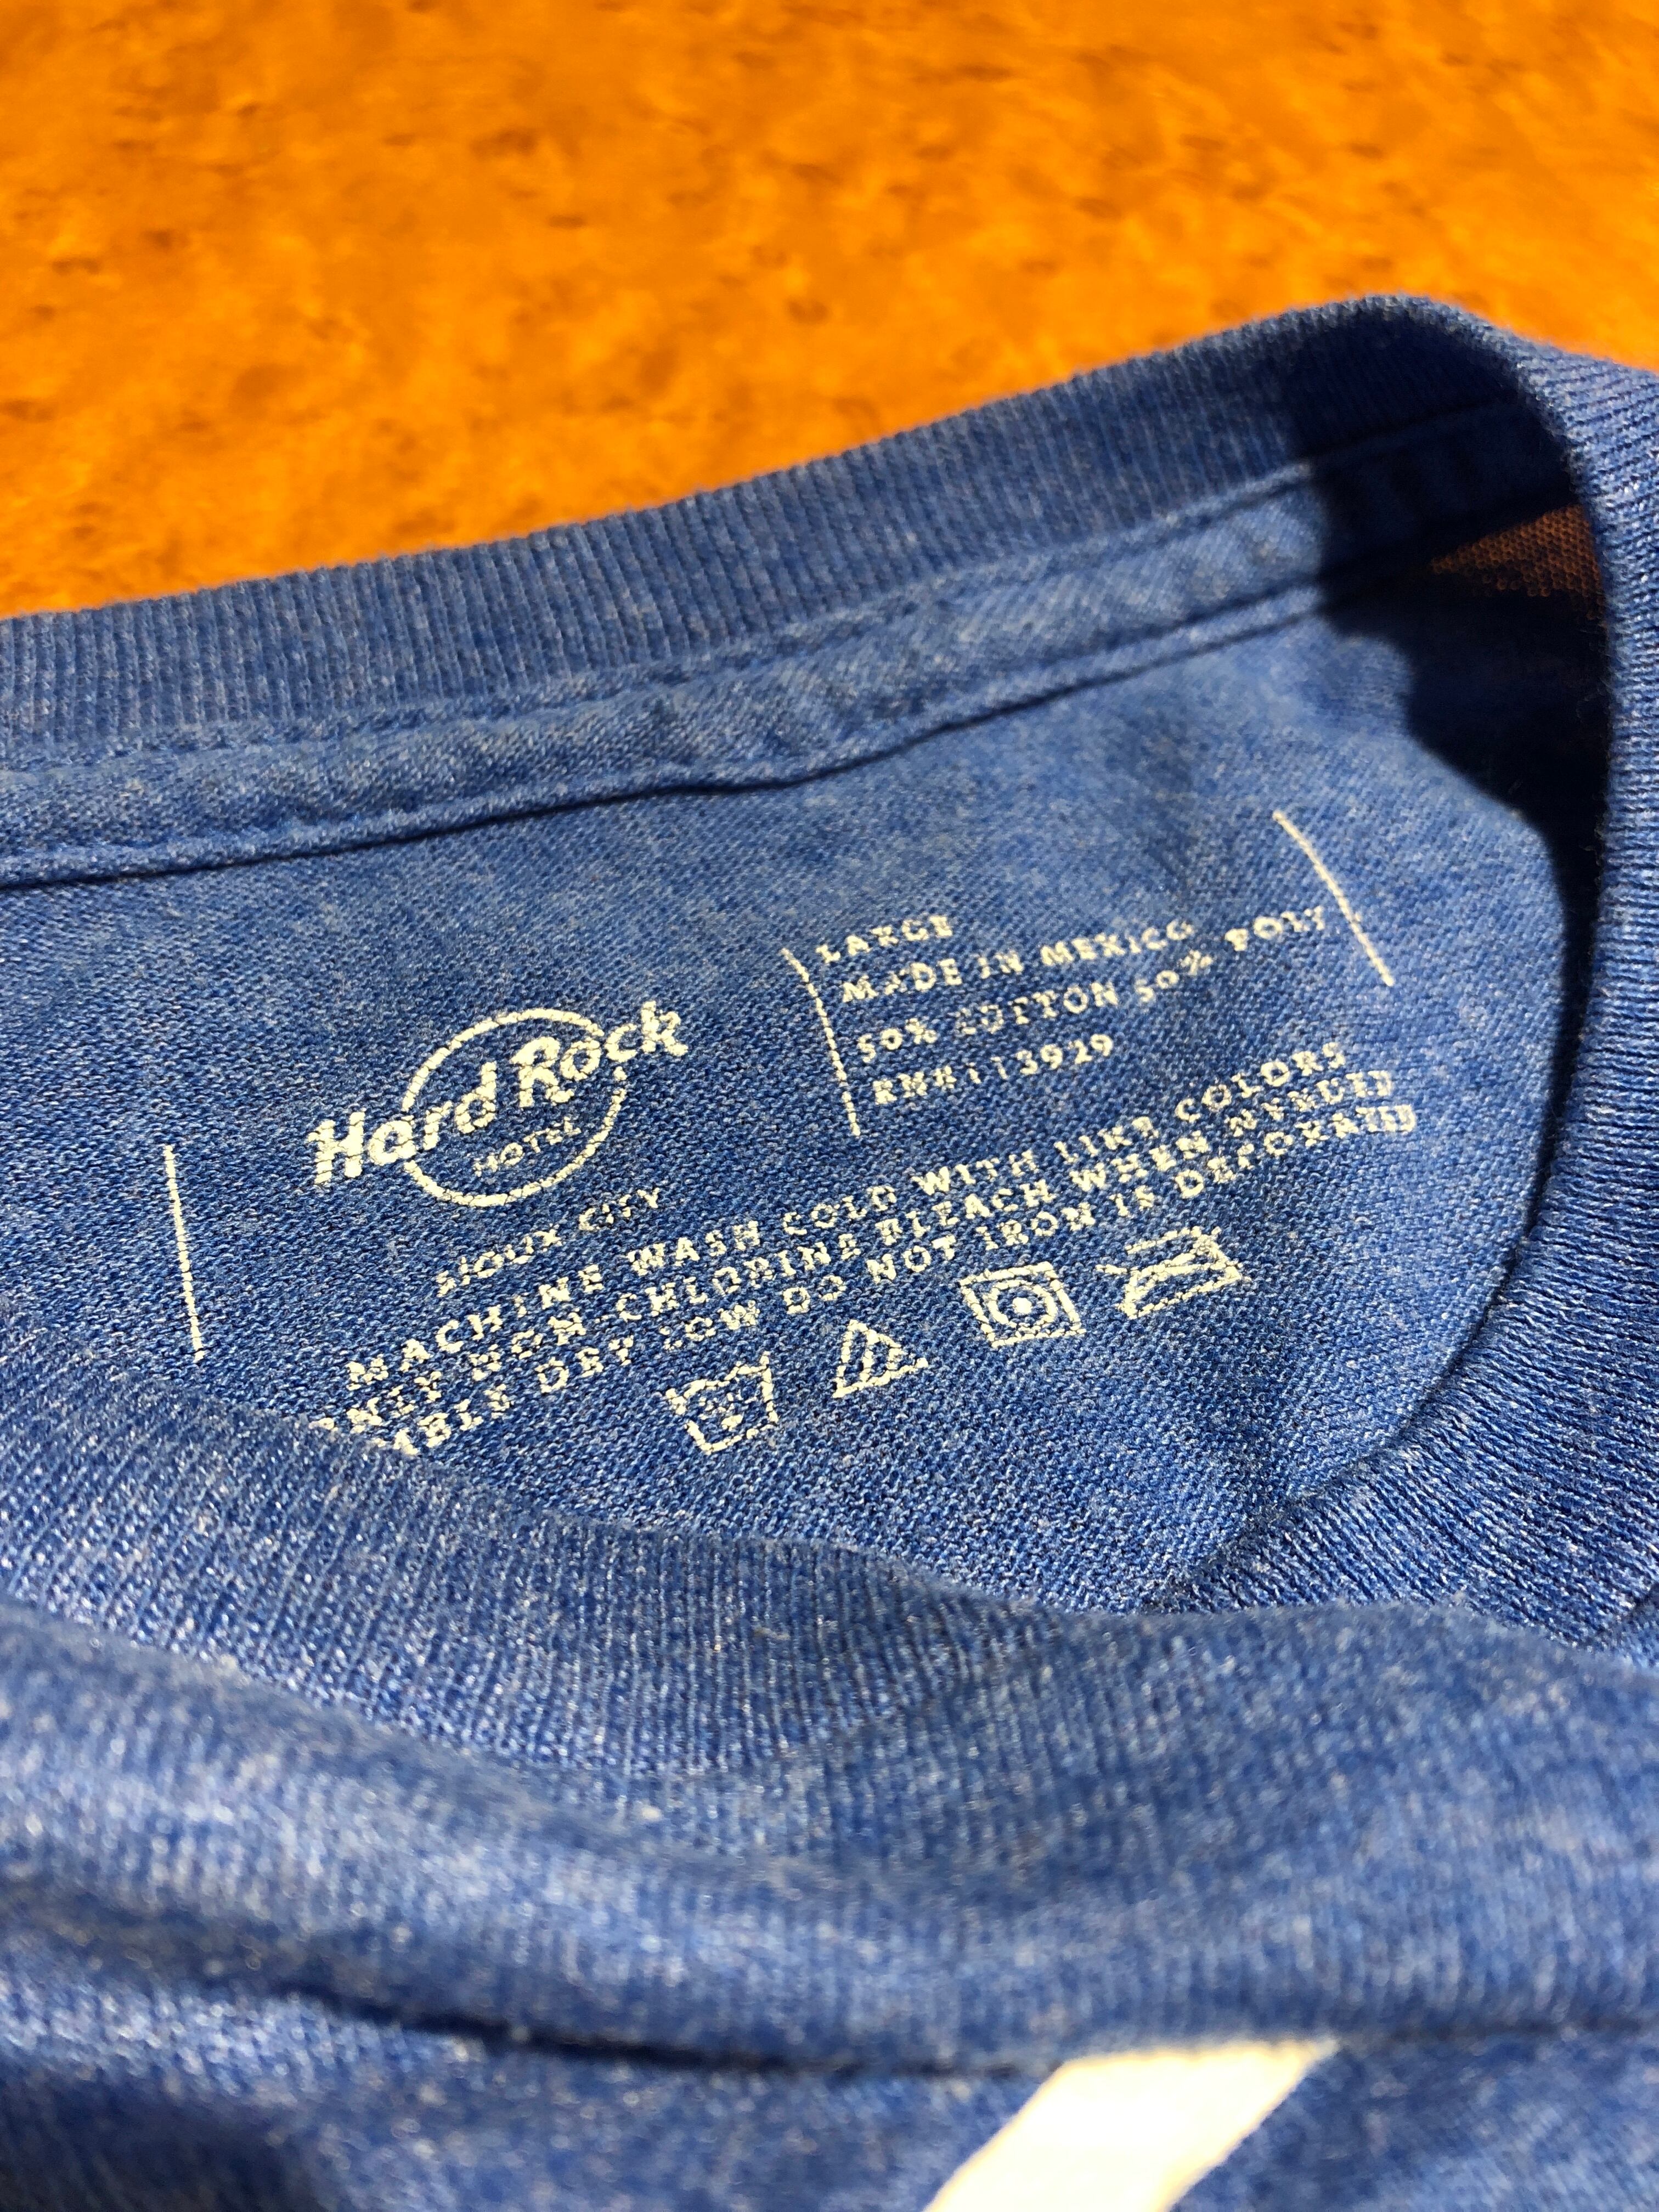 Hard Rock
HOTEL
SIOUX CITY
LARGE
MADE IN MEXICO
50% COTTON 50% POLY
RN#113929
MACHINE WASH COLD WITH LIKE COLORS
ONLY NON-CHLORINE BLEACH WHEN NEEDED
TUMBLE DRY LOW DO NOT IRON IS DECORATED